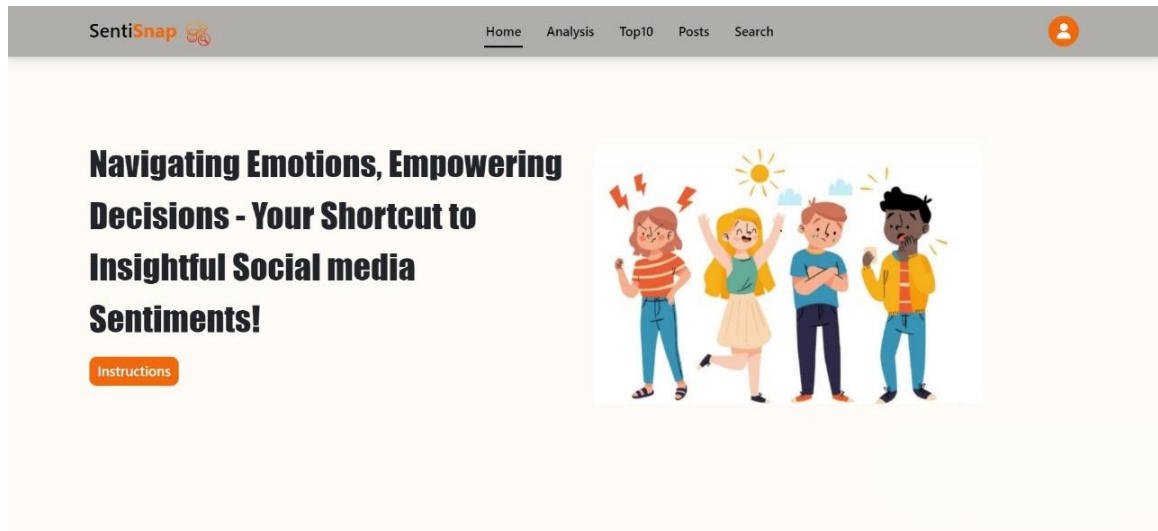 SentiSnap
Home Analysis Top10 Posts Search
Navigating Emotions, Empowering
Decisions - Your Shortcut to
Insightful Social media
Sentiments!
Instructions